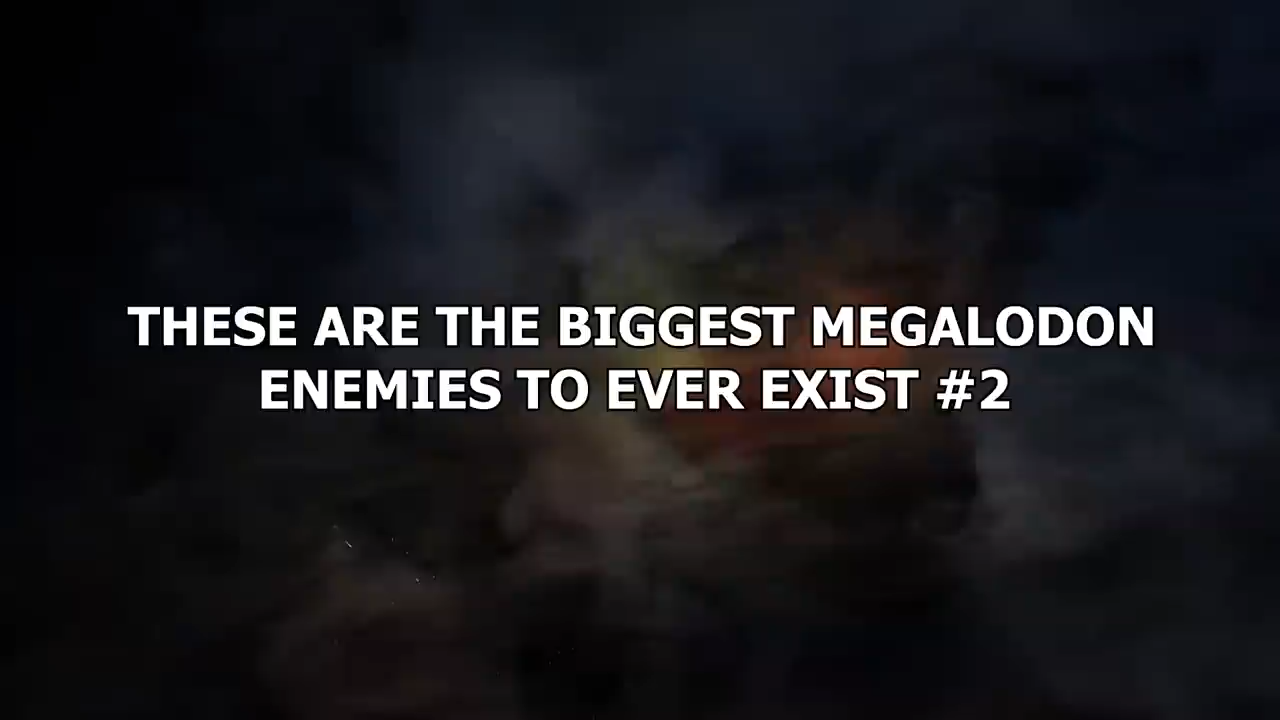 THESE ARE THE BIGGEST MEGALODON
ENEMIES TO EVER EXIST #2